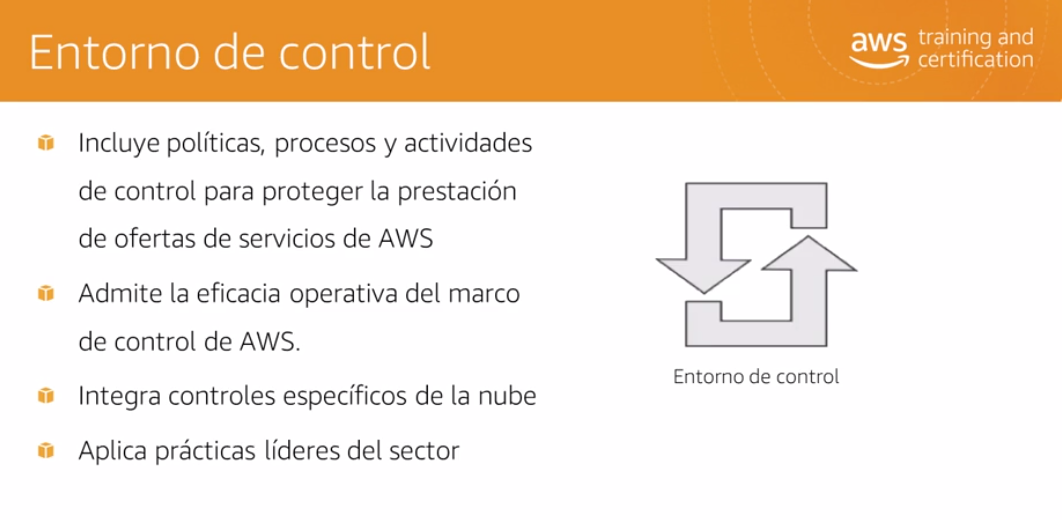 Entorno de control
aws training and
certification
Incluye políticas, procesos y actividades
de control para proteger la prestación
de ofertas de servicios de AWS
Admite la eficacia operativa del marco
de control de AWS.
Integra controles específicos de la nube
Aplica prácticas líderes del sector
Entorno de control